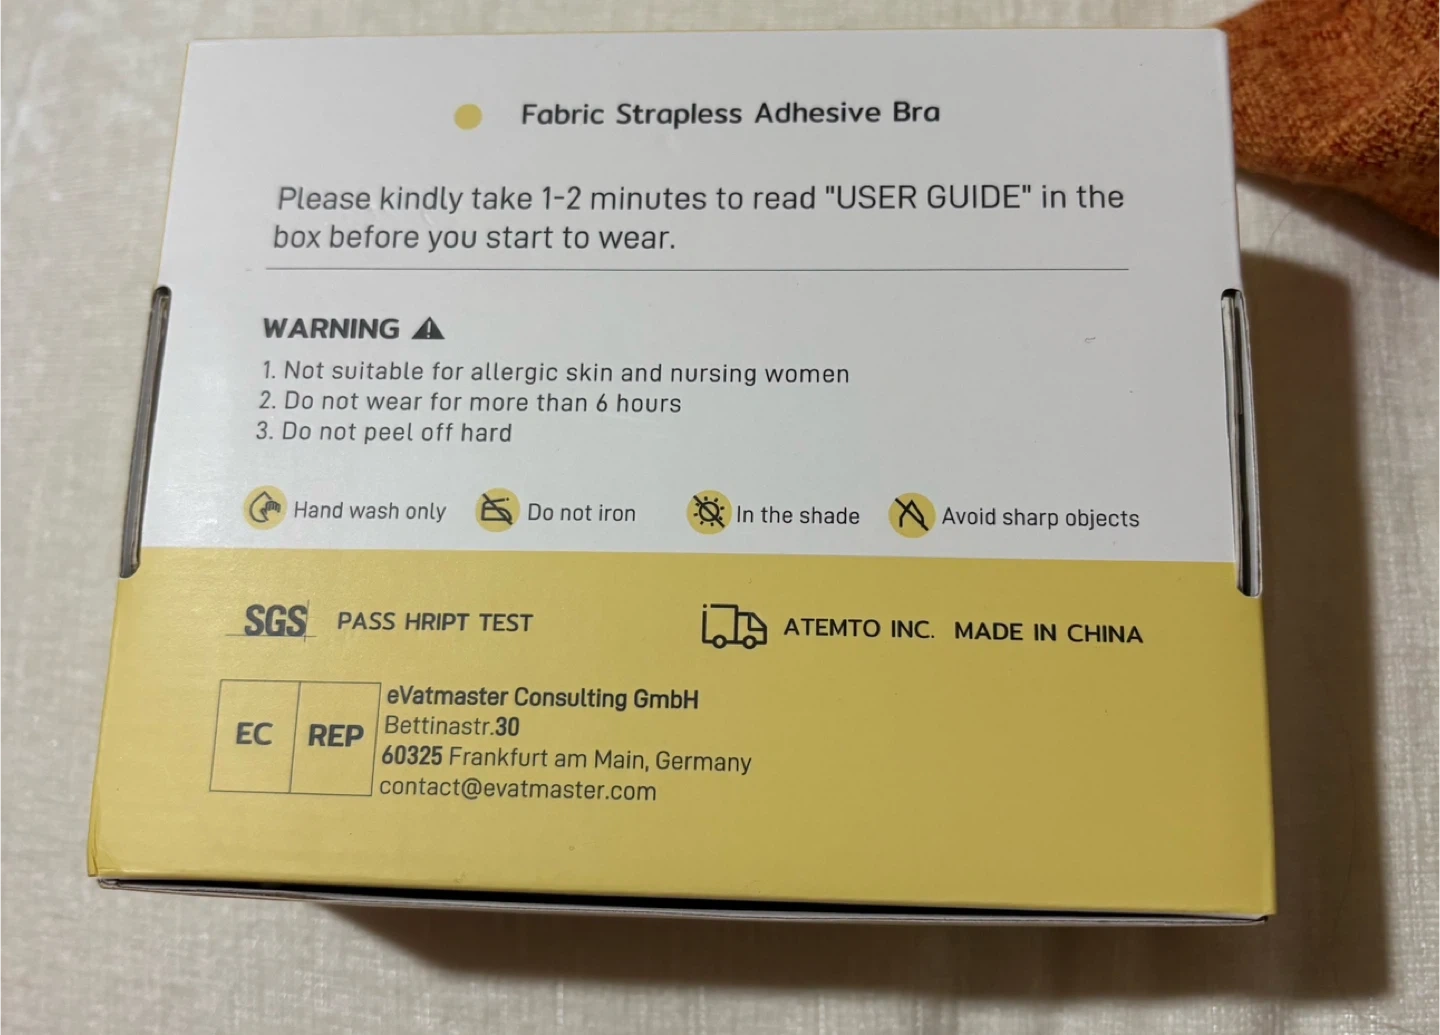 Fabric Strapless Adhesive Bra
Please kindly take 1-2 minutes to read "USER GUIDE" in the
box before you start to wear.
WARNING
1. Not suitable for allergic skin and nursing women
2. Do not wear for more than 6 hours
3. Do not peel off hard
Hand wash only
Do not iron
In the shade
Avoid sharp objects
SGS PASS HRIPT TEST
ATEMTO INC. MADE IN CHINA
EC REP
eVatmaster Consulting GmbH
Bettinastr.30
60325 Frankfurt am Main, Germany
contact@evatmaster.com